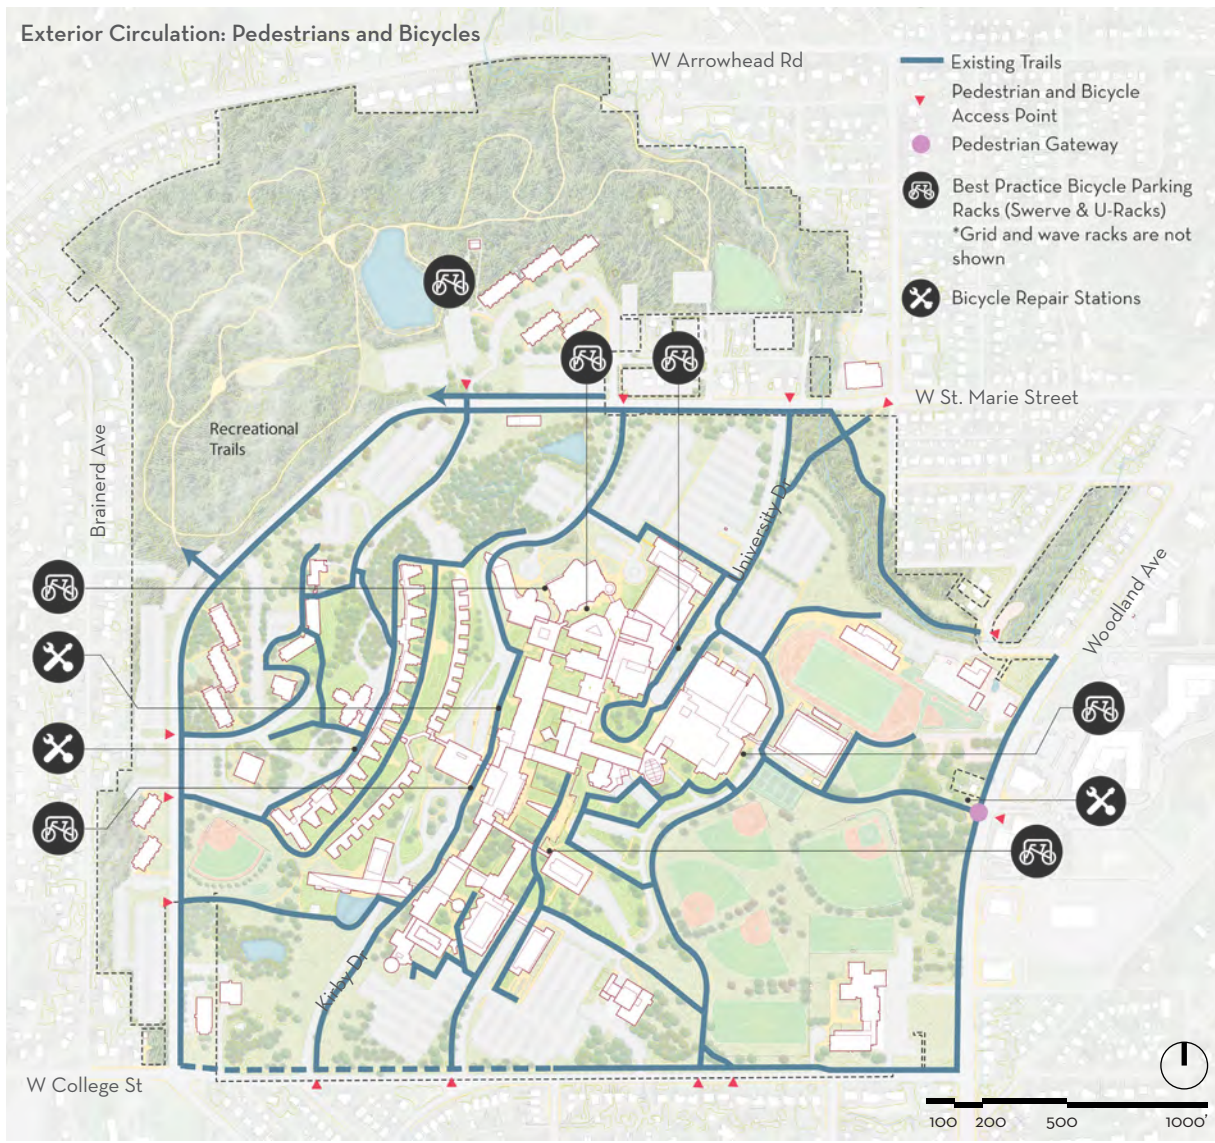 Exterior Circulation: Pedestrians and Bicycles
W Arrowhead Rd
Existing Trails
Pedestrian and Bicycle
Access Point
Pedestrian Gateway
Best Practice Bicycle Parking
Racks (Swerve & U-Racks)
*Grid and wave racks are not
shown
Bicycle Repair Stations
W St. Marie Street
Recreational
Trails
Brainerd Ave
University Dr
Woodland Ave
Kirby Dr
W College St
100 200 500 1000'